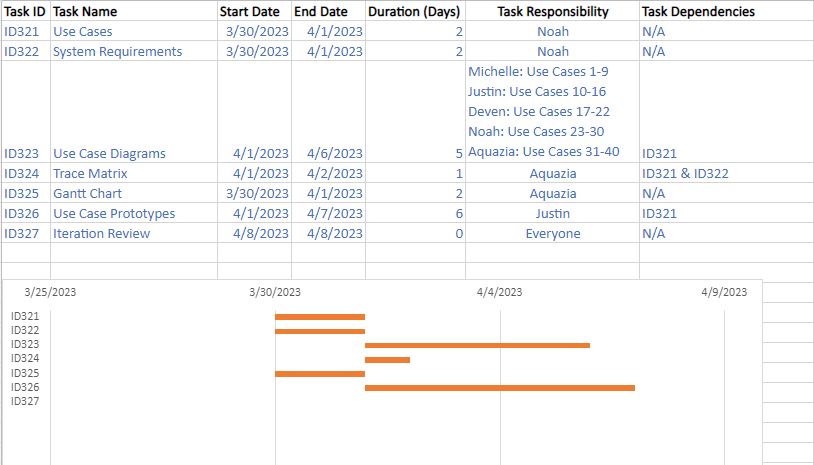 Task ID Task Name Start Date End Date Duration (Days) Task Responsibility Task Dependencies
ID321 Use Cases 3/30/2023 4/1/2023 2 Noah N/A
ID322 System Requirements 3/30/2023 4/1/2023 2 Noah N/A
Michelle: Use Cases 1-9
Justin: Use Cases 10-16
Deven: Use Cases 17-22
Noah: Use Cases 23-30
ID323 Use Case Diagrams 4/1/2023 4/6/2023 5 Aquazia: Use Cases 31-40 ID321
ID324 Trace Matrix 4/1/2023 4/2/2023 1 Aquazia ID321 & ID322
ID325 Gantt Chart 3/30/2023 4/1/2023 2 Aquazia N/A
ID326 Use Case Prototypes 4/1/2023 4/7/2023 6 Justin ID321
ID327 Iteration Review 4/8/2023 4/8/2023 0 Everyone N/A
3/25/2023 3/30/2023 4/4/2023 4/9/2023
ID321
ID322
ID323
ID324
ID325
ID326
ID327